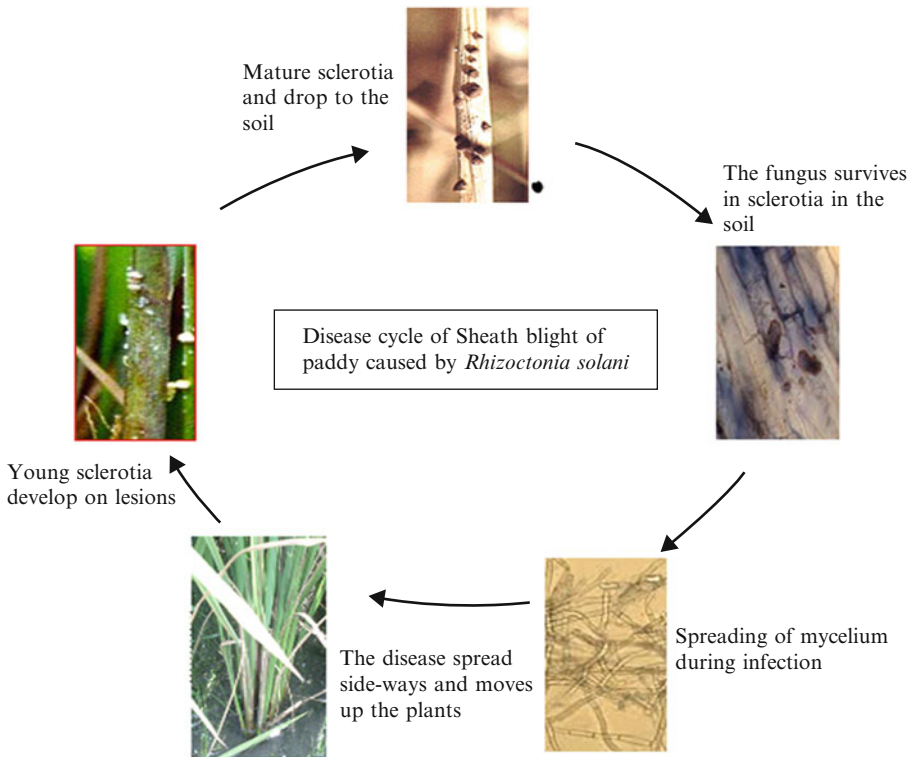 Mature sclerotia
and drop to the
soil
The fungus survives
in sclerotia in the
soil
Disease cycle of Sheath blight of
paddy caused by Rhizoctonia solani
Young sclerotia
develop on lesions
The disease spread
side-ways and moves
up the plants
Spreading of mycelium
during infection